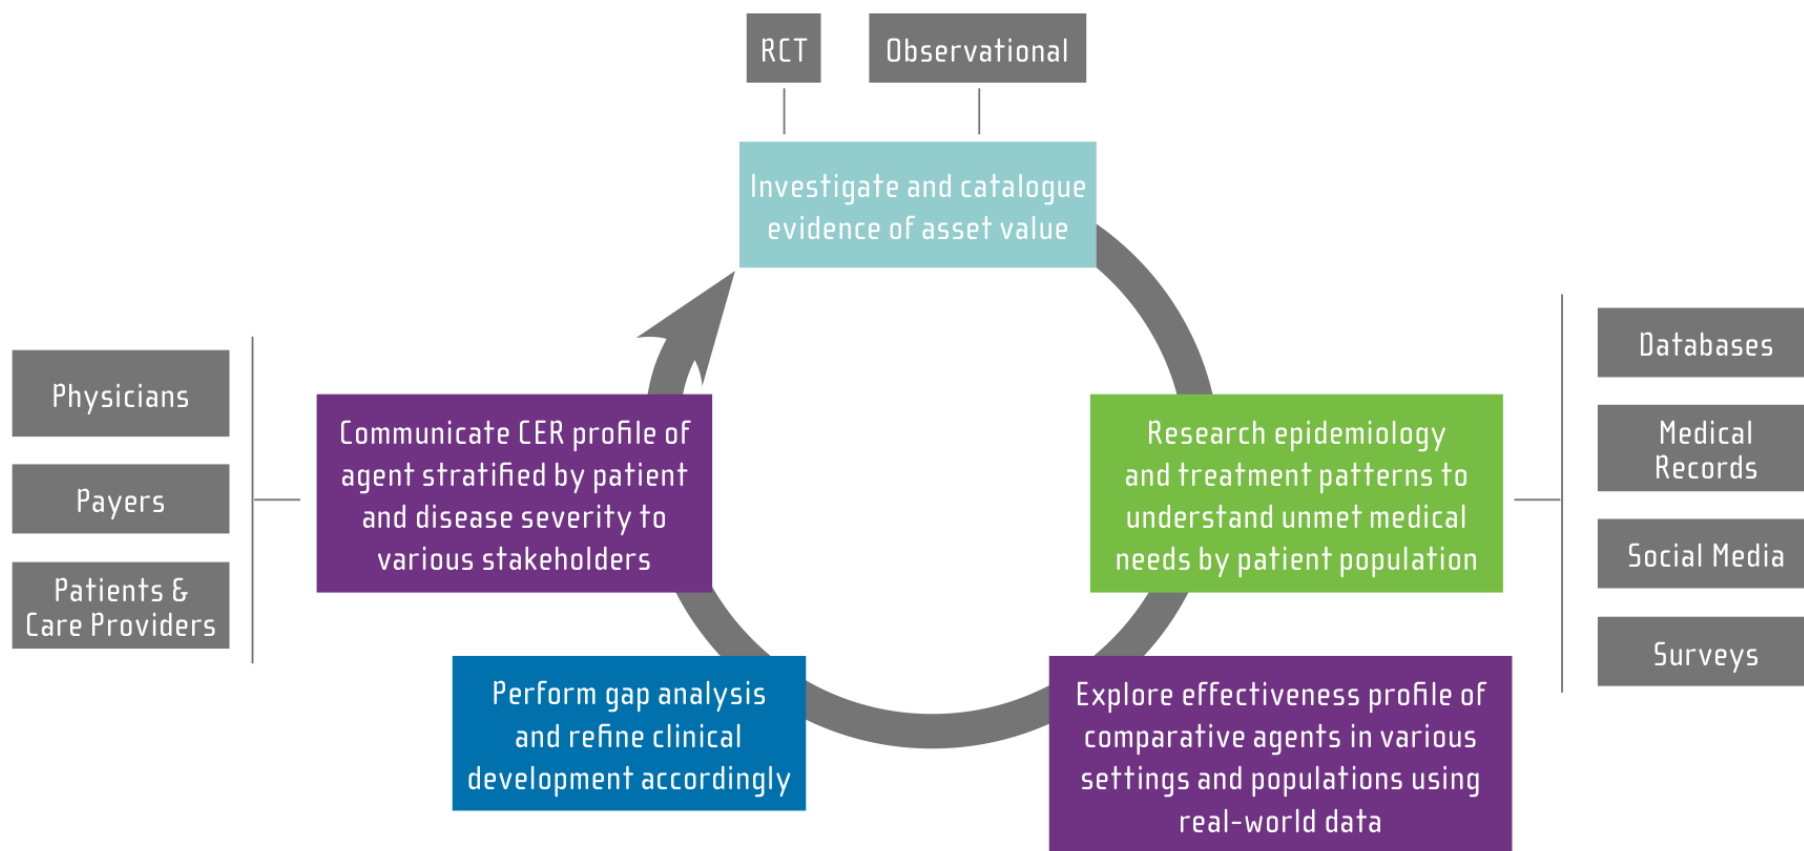 RCT
Observational
Investigate and catalogue
evidence of asset value
Physicians
Payers
Patients &
Care Providers
Communicate CER profile of
agent stratified by patient
and disease severity to
various stakeholders
Research epidemiology
and treatment patterns to
understand unmet medical
needs by patient population
Databases
Medical
Records
Social Media
Surveys
Perform gap analysis
and refine clinical
development accordingly
Explore effectiveness profile of
comparative agents in various
settings and populations using
real-world data